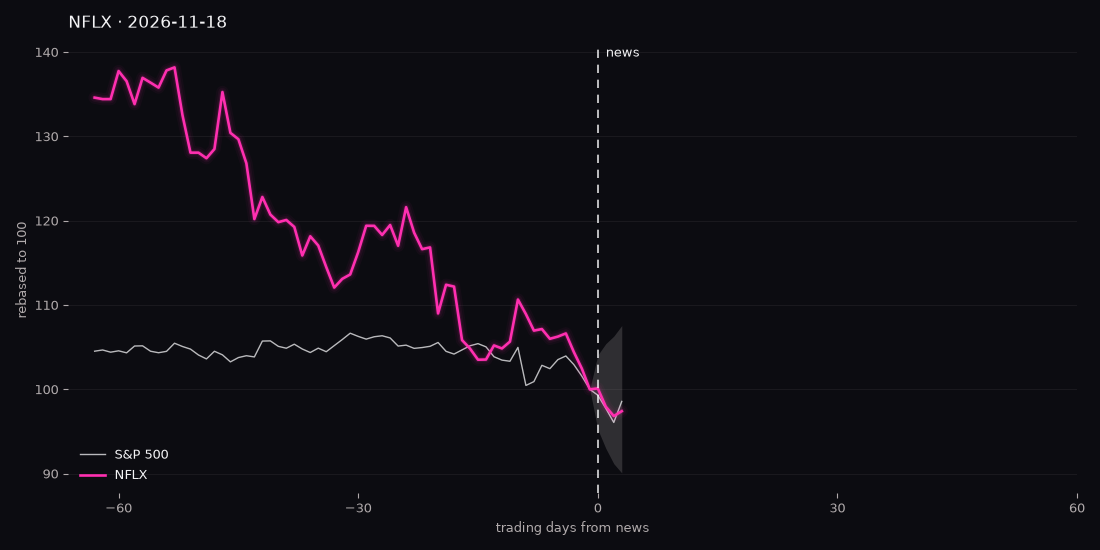 NFLX · 2026-11-18
news
140
130
120
110
100
90
rebased to 100
S&P 500
NFLX
−60
−30
0
30
60
trading days from news